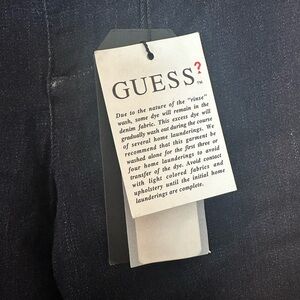 GUESS?™
Due to the nature of the "rinse"
wash, some dye will remain in the
denim fabric. This excess dye will
gradually wash out during the course
of several home launderings. We
recommend that this garment be
washed alone for the first three or
four home launderings to avoid
transfer of the dye. Avoid contact
with light colored fabrics and
upholstery until the initial home
launderings are complete.